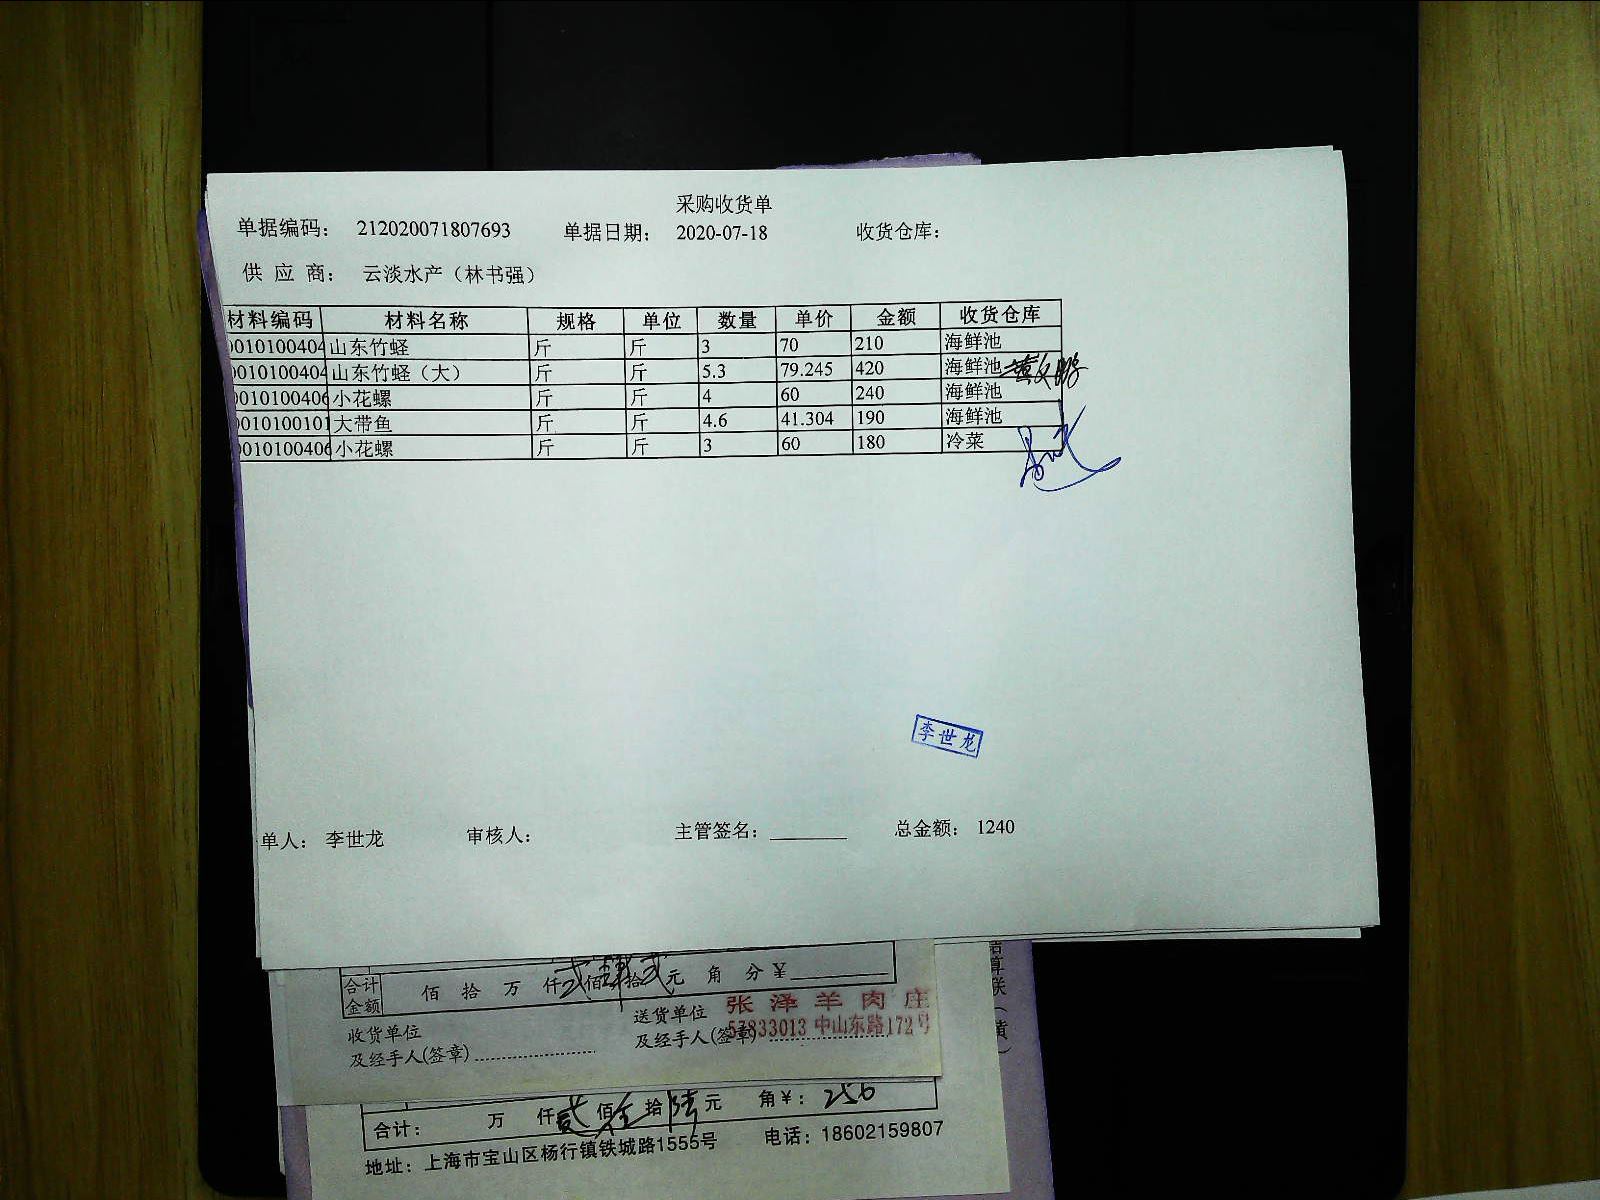 采购收货单
单据编码： 212020071807693 单据日期： 2020-07-18 收货仓库：
供 应 商： 云淡水产（林书强）
材料编码 材料名称 规格 单位 数量 单价 金额 收货仓库
0010100404 山东竹蛏 斤 斤 3 70 210 海鲜池
0010100404 山东竹蛏（大） 斤 斤 5.3 79.245 420 海鲜池
0010100406 小花螺 斤 斤 4 60 240 海鲜池
0010100101 大带鱼 斤 斤 4.6 41.304 190 海鲜池
0010100406 小花螺 斤 斤 3 60 180 冷菜
李世龙
单人： 李世龙 审核人： 主管签名： 总金额： 1240
合计金额 佰 拾 万 仟 贰 佰 肆 拾 贰 元 角 分 ¥
收货单位 送货单位 张泽羊肉庄
及经手人(签章) 及经手人(签章) 57833013 中山东路172号
结算联（黄）
合计： 万 仟 贰 佰 伍 拾 陆 元 角 ¥： 256
地址：上海市宝山区杨行镇铁城路1555号 电话：18602159807